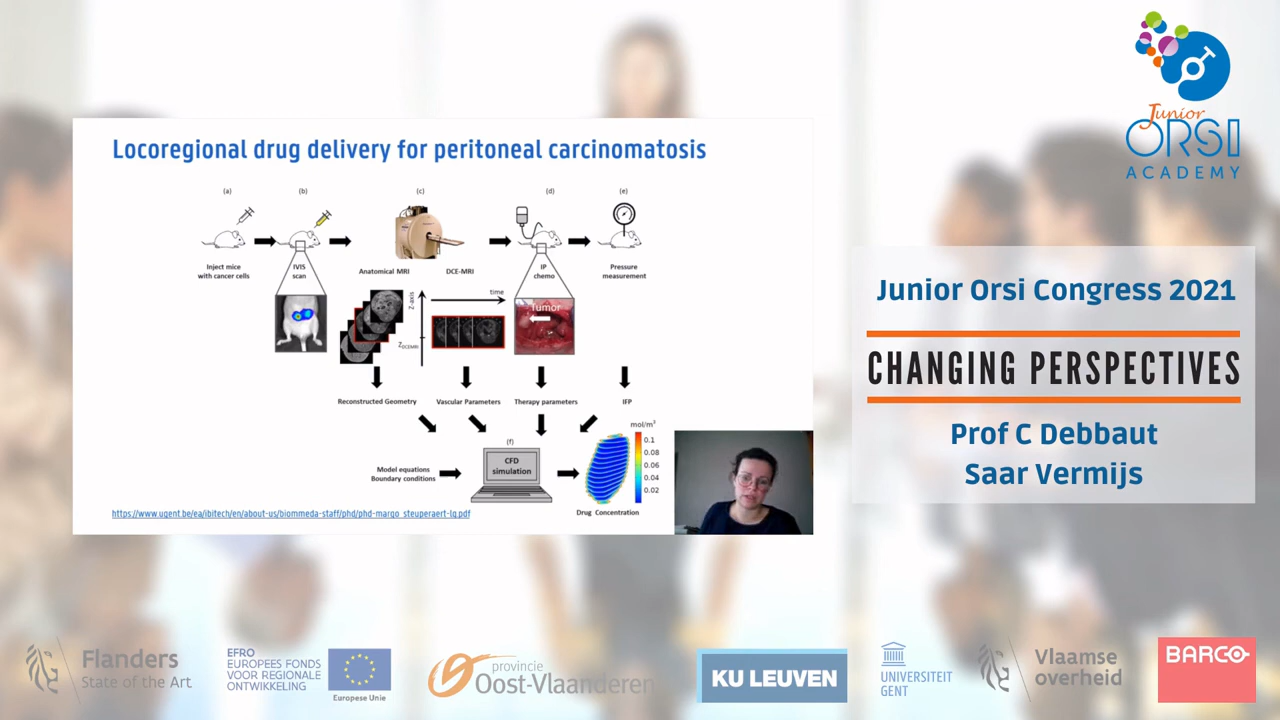 Locoregional drug delivery for peritoneal carcinomatosis
(a)
(b)
(c)
(d)
(e)
Inject mice
with cancer cells
IVIS
scan
Anatomical MRI
DCE-MRI
IP
chemo
Pressure
measurement
Z-axis
time
ZDCEMRI
Tumor
Reconstructed Geometry
Vascular Parameters
Therapy parameters
IFP
(f)
CFD
simulation
Model equations
Boundary conditions
mol/m³
0.1
0.08
0.06
0.04
0.02
Drug Concentration
https://www.ugent.be/ea/ibitech/en/about-us/biommeda-staff/phd/phd-margo_steuperaert-lq.pdf
Junior
ORSI
ACADEMY
Junior Orsi Congress 2021
CHANGING PERSPECTIVES
Prof C Debbaut
Saar Vermijs
Flanders
State of the Art
EFRO
EUROPEES FONDS
VOOR REGIONALE
ONTWIKKELING
Europese Unie
provincie
Oost-Vlaanderen
KU LEUVEN
UNIVERSITEIT
GENT
Vlaamse
overheid
BARCO